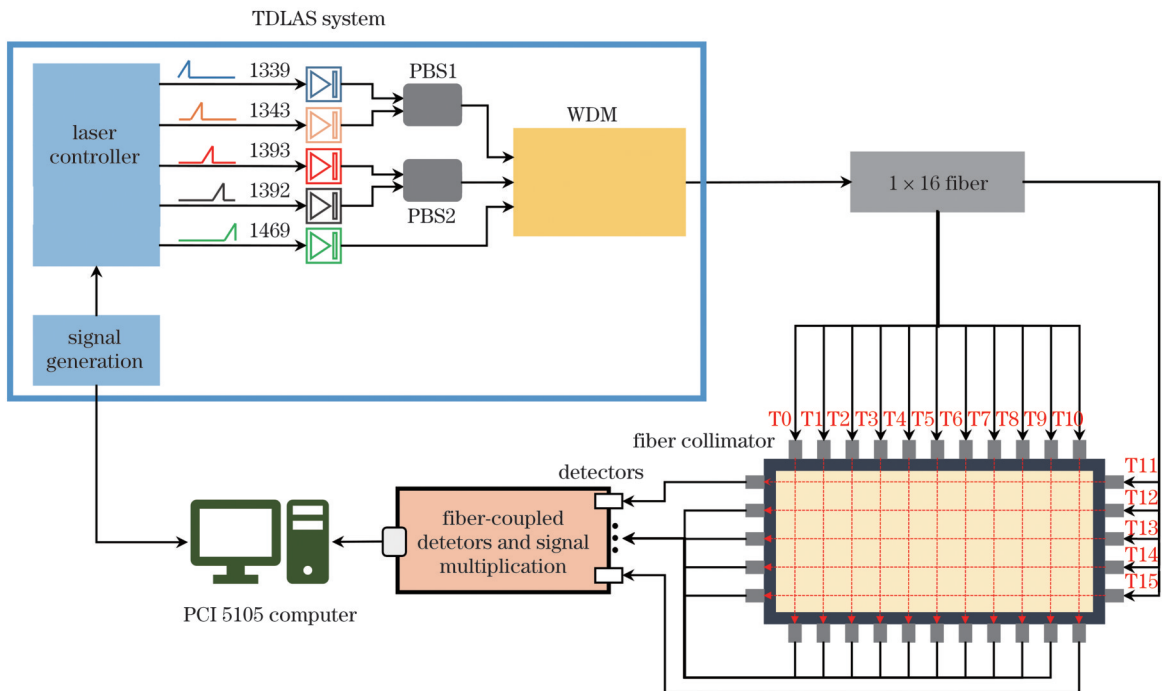 TDLAS system
laser
controller
1339
1343
1393
1392
1469
PBS1
PBS2
WDM
1 × 16 fiber
signal
generation
T0 T1 T2 T3 T4 T5 T6 T7 T8 T9 T10
fiber collimator
T11
T12
T13
T14
T15
detectors
fiber-coupled
detetors and signal
multiplication
PCI 5105 computer